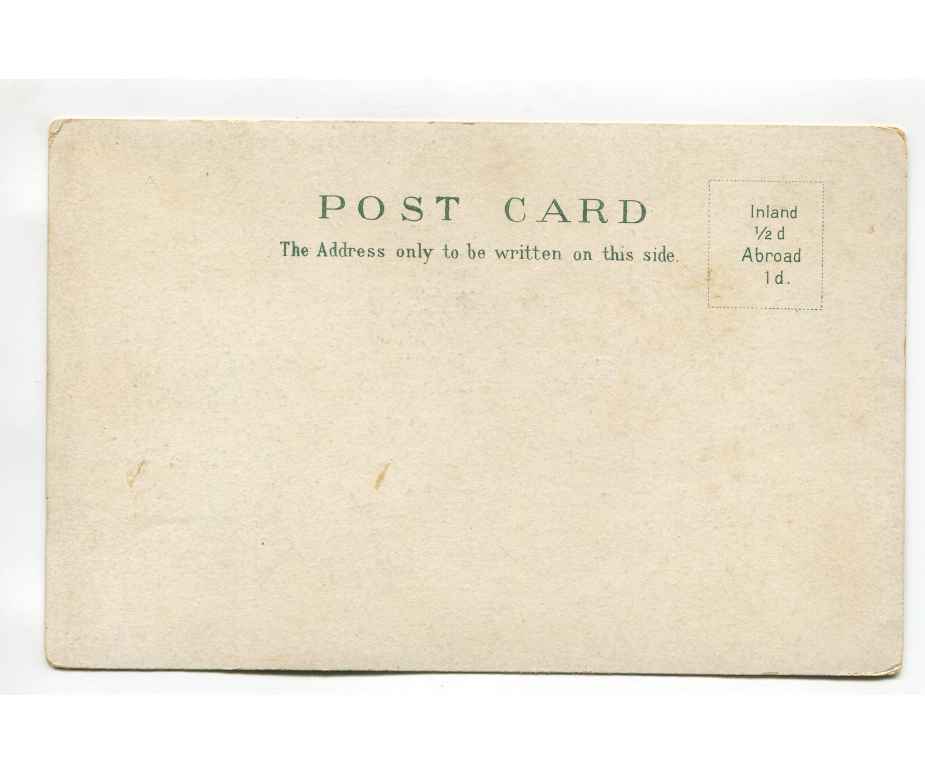 POST CARD
The Address only to be written on this side.
Inland
½ d
Abroad
1d.